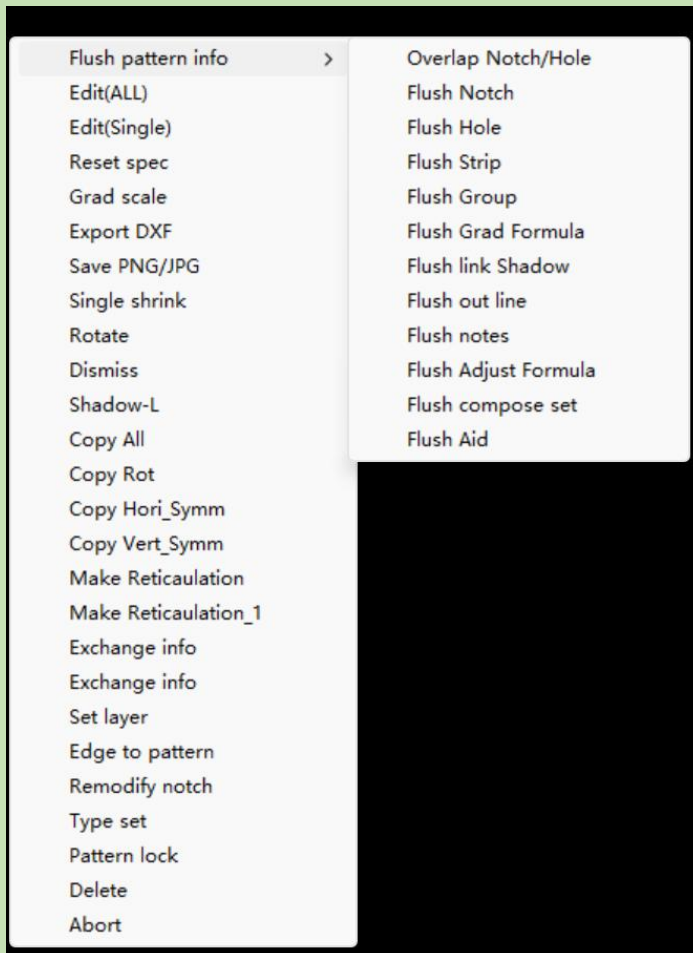 Flush pattern info
Edit(ALL)
Edit(Single)
Reset spec
Grad scale
Export DXF
Save PNG/JPG
Single shrink
Rotate
Dismiss
Shadow-L
Copy All
Copy Rot
Copy Hori_Symm
Copy Vert_Symm
Make Reticaulation
Make Reticaulation_1
Exchange info
Exchange info
Set layer
Edge to pattern
Remodify notch
Type set
Pattern lock
Delete
Abort
Overlap Notch/Hole
Flush Notch
Flush Hole
Flush Strip
Flush Group
Flush Grad Formula
Flush link Shadow
Flush out line
Flush notes
Flush Adjust Formula
Flush compose set
Flush Aid